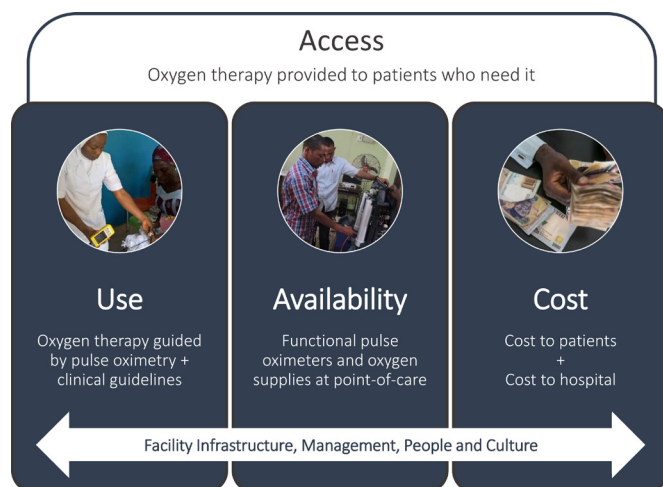 Access
Oxygen therapy provided to patients who need it
Use
Oxygen therapy guided
by pulse oximetry +
clinical guidelines
Availability
Functional pulse
oximeters and oxygen
supplies at point-of-care
Cost
Cost to patients
+
Cost to hospital
Facility Infrastructure, Management, People and Culture